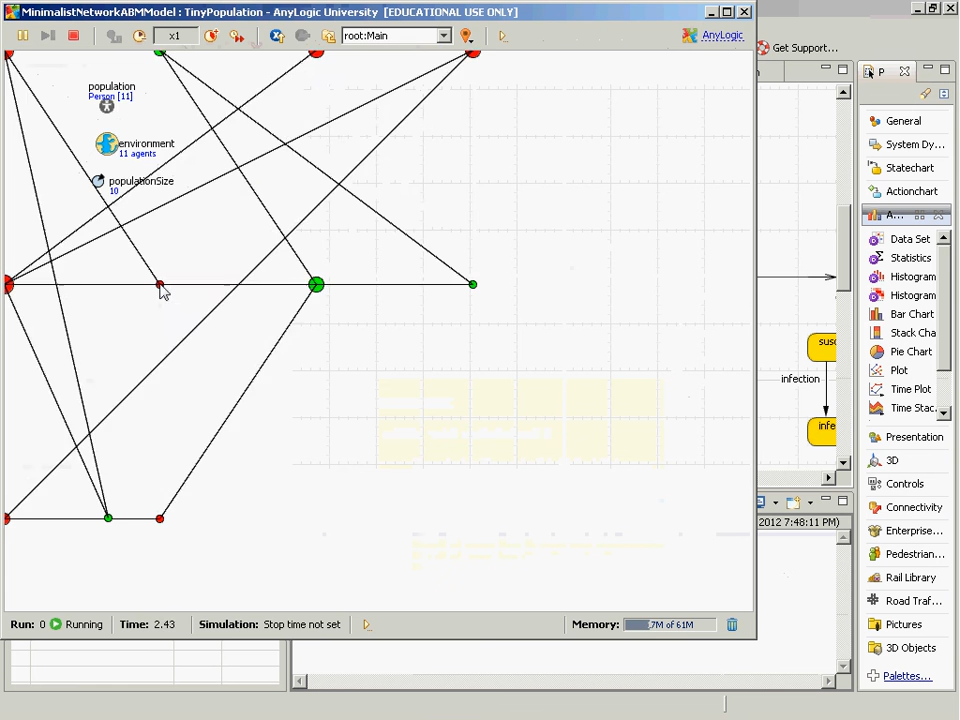 MinimalistNetworkABMModel : TinyPopulation - AnyLogic University [EDUCATIONAL USE ONLY]
x1
root:Main
AnyLogic
Get Support...
population
Person [11]
environment
11 agents
populationSize
10
P
General
System Dy...
Statechart
Actionchart
A...
Data Set
Statistics
Histogram
Histogram
Bar Chart
Stack Cha
Pie Chart
Plot
Time Plot
Time Stac
Presentation
3D
Controls
Connectivity
Enterprise...
Pedestrian...
Rail Library
Road Traf...
Pictures
3D Objects
Palettes...
susc
infection
infe
2012 7:48:11 PM)
Run: 0 Running Time: 2.43 Simulation: Stop time not set Memory: 7M of 61M